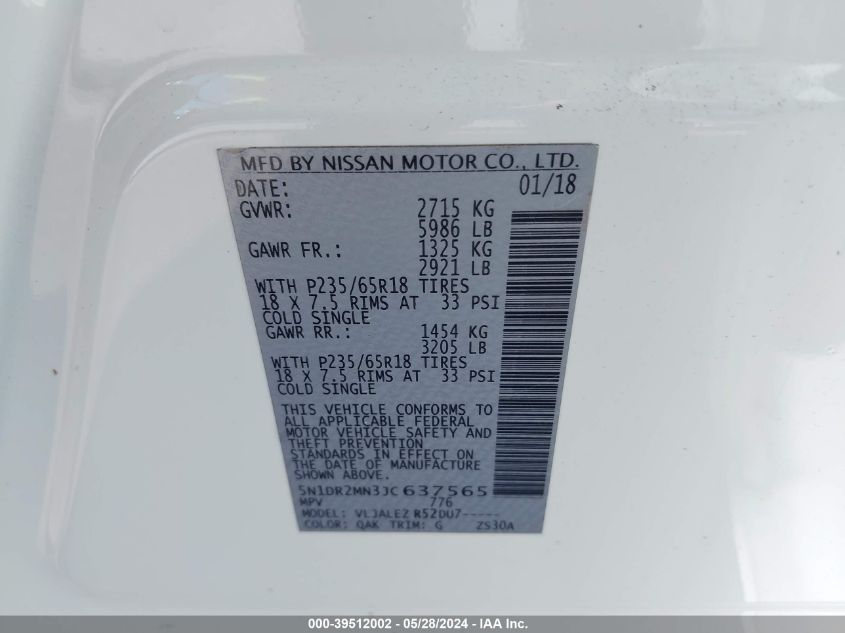 MFD BY NISSAN MOTOR CO., LTD.
DATE: 01/18
GVWR: 2715 KG
5986 LB
GAWR FR.: 1325 KG
2921 LB
WITH P235/65R18 TIRES
18 X 7.5 RIMS AT 33 PSI
COLD SINGLE
GAWR RR.: 1454 KG
3205 LB
WITH P235/65R18 TIRES
18 X 7.5 RIMS AT 33 PSI
COLD SINGLE
THIS VEHICLE CONFORMS TO
ALL APPLICABLE FEDERAL
MOTOR VEHICLE SAFETY AND
THEFT PREVENTION
STANDARDS IN EFFECT ON
THE DATE OF MANUFACTURE
SHOWN ABOVE.
5N1DR2MN3JC637565
MPV 776
MODEL: VLJALEZ R52DU7-----
COLOR: QAK TRIM: G ZS30A
000-39512002 - 05/28/2024 - IAA Inc.